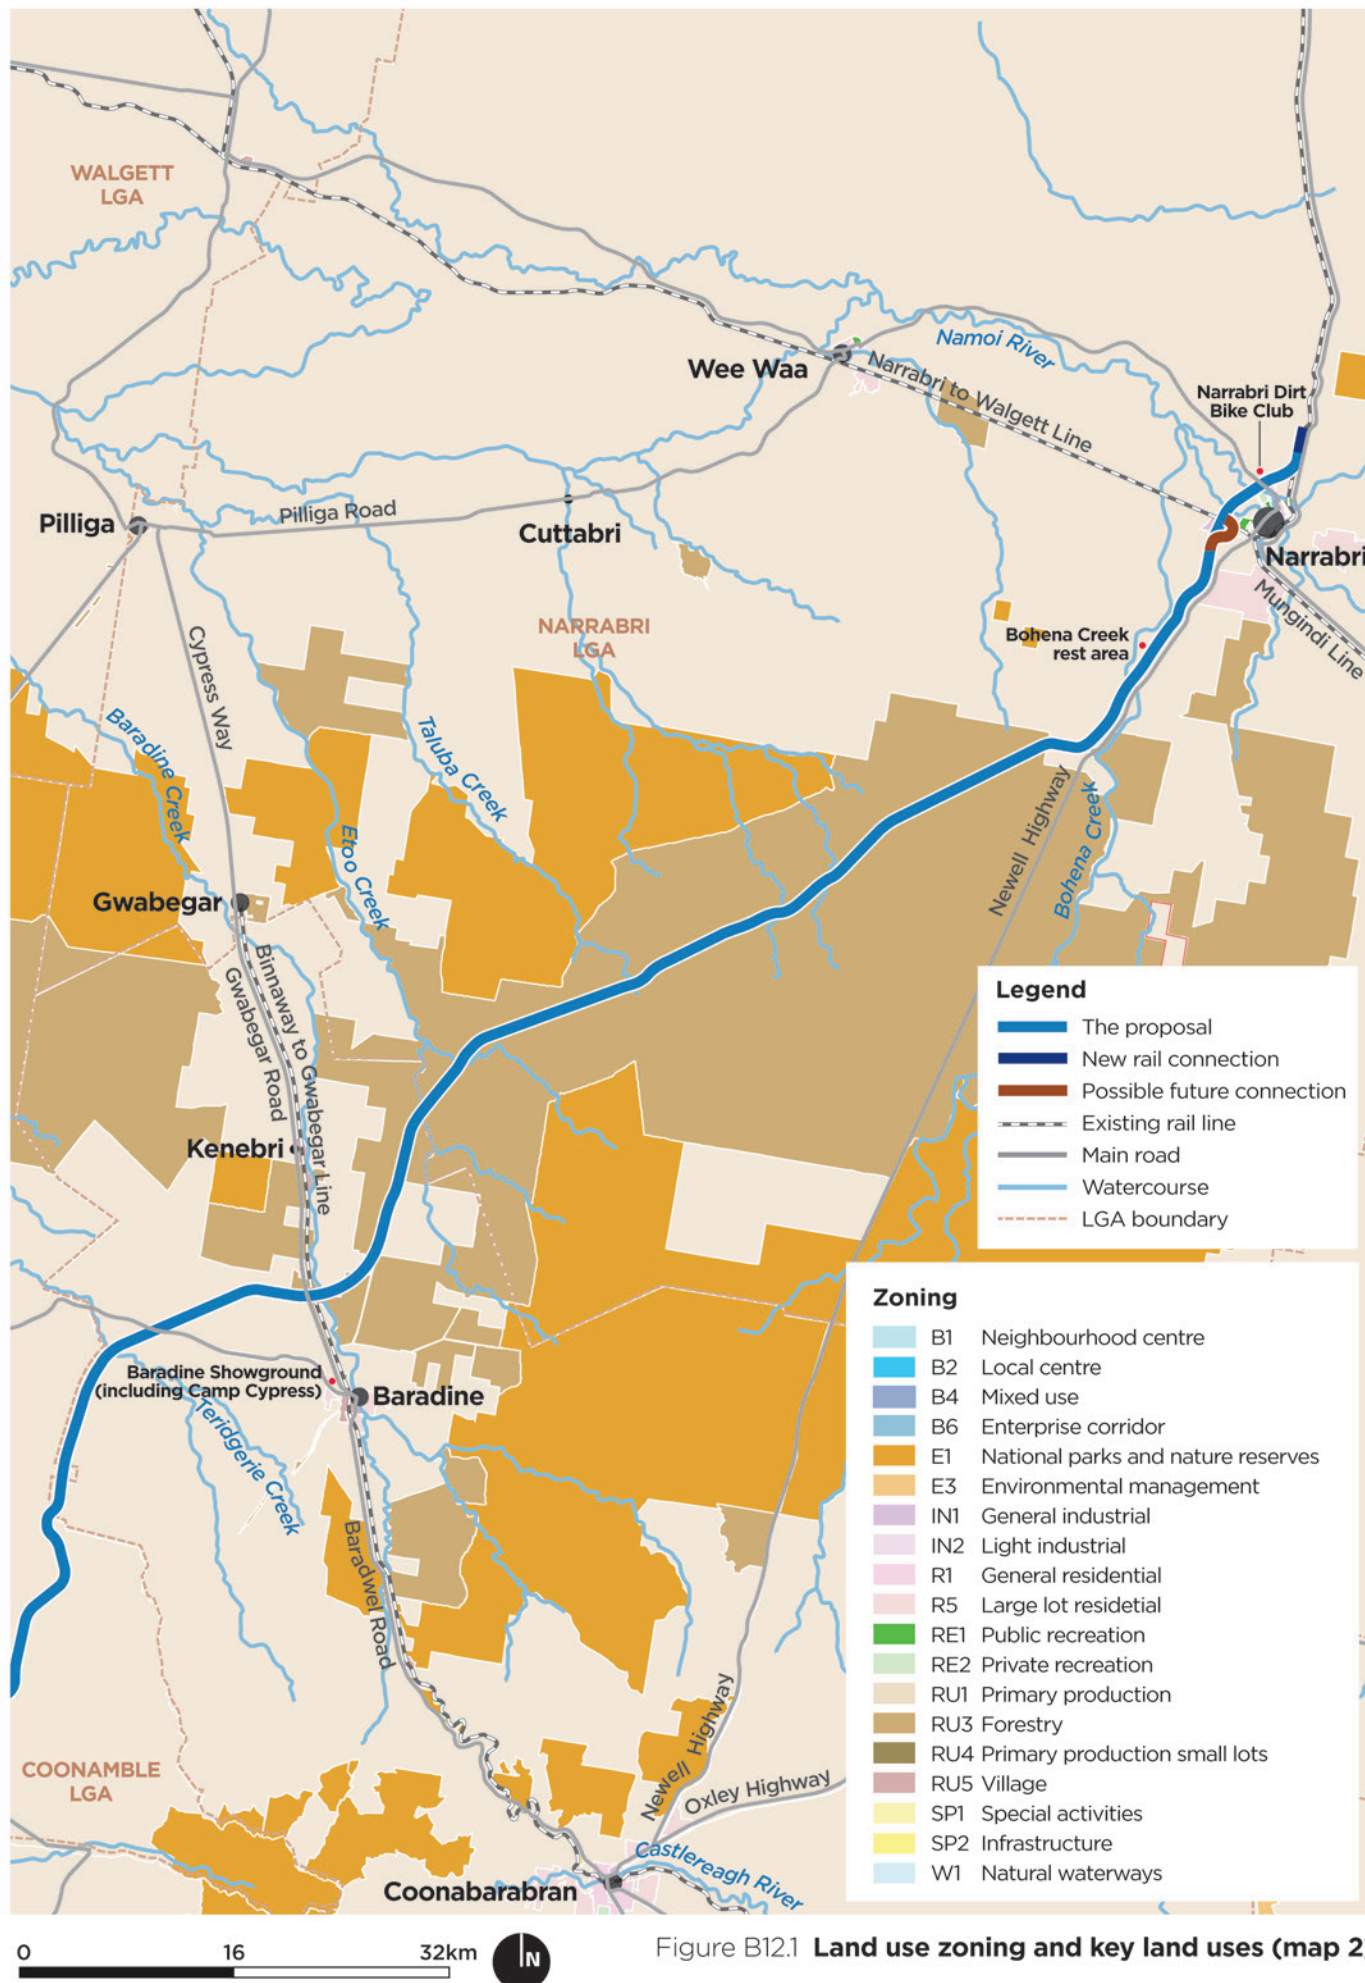 WALGETT
LGA
Wee Waa
Namoi River
Narrabri to Walgett Line
Narrabri Dirt
Bike Club
Pilliga
Pilliga Road
Cuttabri
Narrabri
Mungindi Line
NARRABRI
LGA
Bohena Creek
rest area
Cypress Way
Baradine Creek
Taluba Creek
Etoo Creek
Newell Highway
Bohena Creek
Gwabegar
Binnaway to Gwabegar Line
Gwabegar Road
Kenebri
Legend
The proposal
New rail connection
Possible future connection
Existing rail line
Main road
Watercourse
LGA boundary
Baradine Showground
(including Camp Cypress)
Baradine
Teridgerie Creek
Baradwel Road
Zoning
B1 Neighbourhood centre
B2 Local centre
B4 Mixed use
B6 Enterprise corridor
E1 National parks and nature reserves
E3 Environmental management
IN1 General industrial
IN2 Light industrial
R1 General residential
R5 Large lot residetial
RE1 Public recreation
RE2 Private recreation
RU1 Primary production
RU3 Forestry
RU4 Primary production small lots
RU5 Village
SP1 Special activities
SP2 Infrastructure
W1 Natural waterways
COONAMBLE
LGA
Newell Highway
Oxley Highway
Castlereagh River
Coonabarabran
0 16 32km
N
Figure B12.1 Land use zoning and key land uses (map 2)